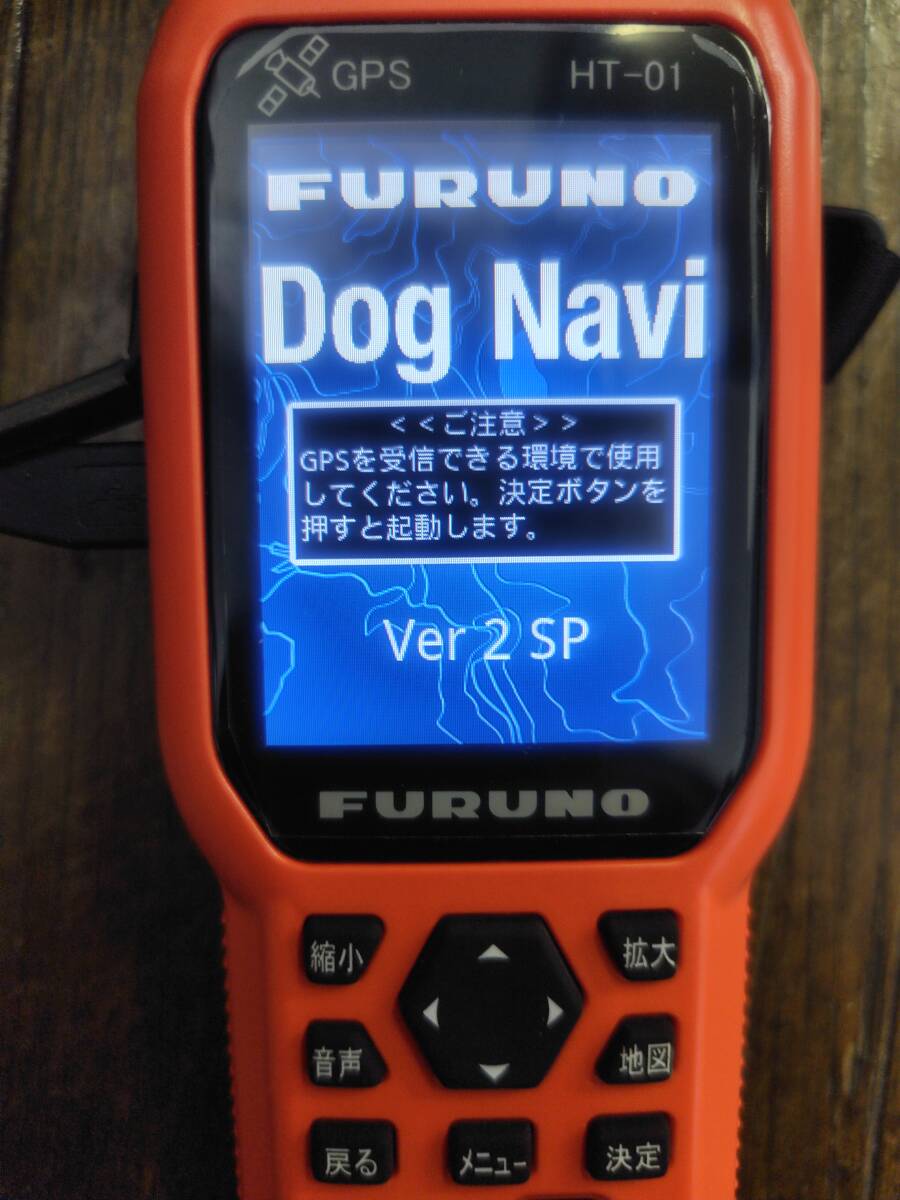 GPS HT-01
FURUNO
Dog Navi
<<ご注意>>
GPSを受信できる環境で使用
してください。決定ボタンを
押すと起動します。
Ver 2 SP
FURUNO
縮小 拡大
音声 地図
戻る メニュー 決定